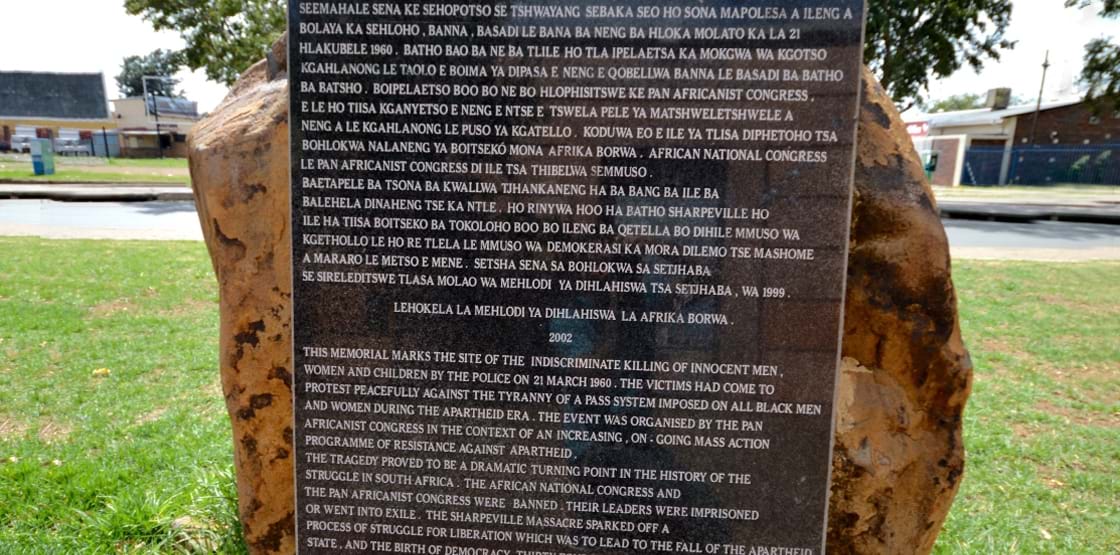 SEEMAHALE SENA KE SEHOPOTSO SE TSHWAYANG SEBAKA SEO HO SONA MAPOLESA A ILENG A
BOLAYA KA SEHLOHO , BANNA , BASADI LE BANA BA NENG BA HLOKA MOLATO KA LA 21
HLAKUBELE 1960 . BATHO BAO BA NE BA TLILE HO TLA IPELAETSA KA MOKGWA WA KGOTSO
KGAHLANONG LE TAOLO E BOIMA YA DIPASA E NENG E QOBELLWA BANNA LE BASADI BA BATHO
BA BATSHO . BOIPELAETSO BOO BO NE BO HLOPHISITSWE KE PAN AFRICANIST CONGRESS ,
E LE HO TIISA KGANYETSO E NENG E NTSE E TSWELA PELE YA MATSHWELETSHWELE A
NENG A LE KGAHLANONG LE PUSO YA KGATELLO . KODUWA EO E ILE YA TLISA DIPHETOHO TSA
BOHLOKWA NALANENG YA BOITSEKÓ MONA AFRIKA BORWA . AFRICAN NATIONAL CONGRESS
LE PAN AFRICANIST CONGRESS DI ILE TSA THIBELWA SEMMUSO .
BAETAPELE BA TSONA BA KWALLWA TJHANKANENG HA BA BANG BA ILE BA
BALEHELA DINAHENG TSE KA NTLE . HO RINYWA HOO HA BATHO SHARPEVILLE HO
ILE HA TIISA BOITSEKO BA TOKOLOHO BOO BO ILENG BA QETELLA BO DIHILE MMUSO WA
KGETHOLLO LE HO RE TLELA LE MMUSO WA DEMOKERASI KA MORA DILEMO TSE MASHOME
A MARARO LE METSO E MENE . SETSHA SENA SA BOHLOKWA SA SETJHABA
SE SIRELEDITSWE TLASA MOLAO WA MEHLODI YA DIHLAHISWA TSA SETJHABA , WA 1999 .
LEHOKELA LA MEHLODI YA DIHLAHISWA LA AFRIKA BORWA .
2002
THIS MEMORIAL MARKS THE SITE OF THE INDISCRIMINATE KILLING OF INNOCENT MEN ,
WOMEN AND CHILDREN BY THE POLICE ON 21 MARCH 1960 . THE VICTIMS HAD COME TO
PROTEST PEACEFULLY AGAINST THE TYRANNY OF A PASS SYSTEM IMPOSED ON ALL BLACK MEN
AND WOMEN DURING THE APARTHEID ERA . THE EVENT WAS ORGANISED BY THE PAN
AFRICANIST CONGRESS IN THE CONTEXT OF AN INCREASING , ON - GOING MASS ACTION
PROGRAMME OF RESISTANCE AGAINST APARTHEID .
THE TRAGEDY PROVED TO BE A DRAMATIC TURNING POINT IN THE HISTORY OF THE
STRUGGLE IN SOUTH AFRICA . THE AFRICAN NATIONAL CONGRESS AND
THE PAN AFRICANIST CONGRESS WERE BANNED . THEIR LEADERS WERE IMPRISONED
OR WENT INTO EXILE . THE SHARPEVILLE MASSACRE SPARKED OFF A
PROCESS OF STRUGGLE FOR LIBERATION WHICH WAS TO LEAD TO THE FALL OF THE APARTHEID
STATE , AND THE BIRTH OF DEMOCRACY